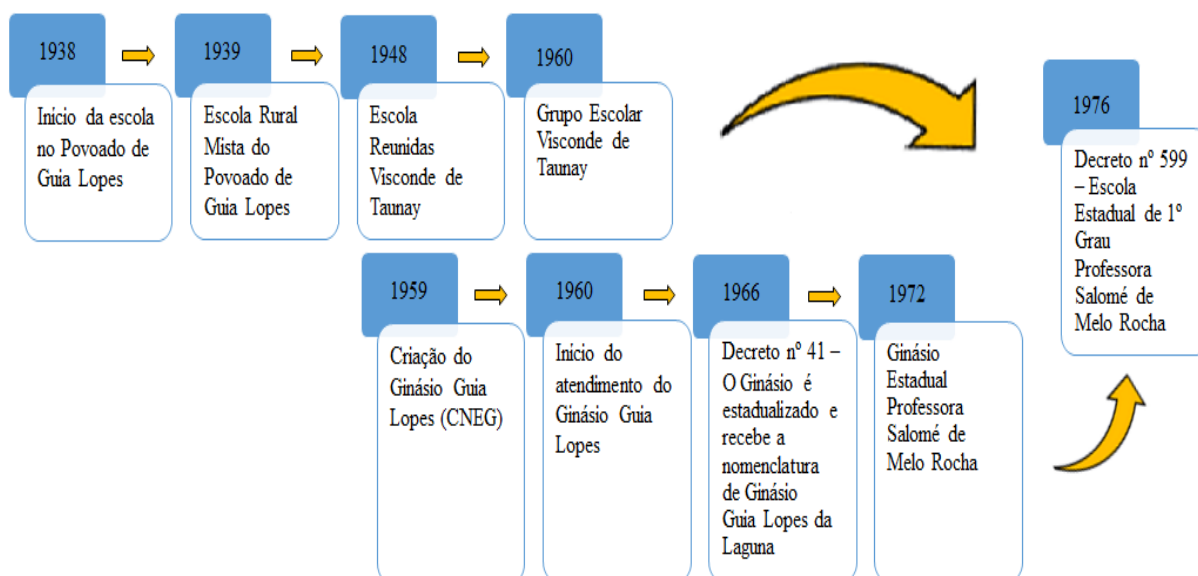 1938
Início da escola
no Povoado de
Guia Lopes
1939
Escola Rural
Mista do
Povoado de
Guia Lopes
1948
Escola
Reunidas
Visconde de
Taunay
1960
Grupo Escolar
Visconde de
Taunay
1959
Criação do
Ginásio Guia
Lopes (CNEG)
1960
Início do
atendimento do
Ginásio Guia
Lopes
1966
Decreto nº 41 –
O Ginásio é
estadualizado e
recebe a
nomenclatura
de Ginásio
Guia Lopes da
Laguna
1972
Ginásio
Estadual
Professora
Salomé de
Melo Rocha
1976
Decreto nº 599
– Escola
Estadual de 1º
Grau
Professora
Salomé de
Melo Rocha